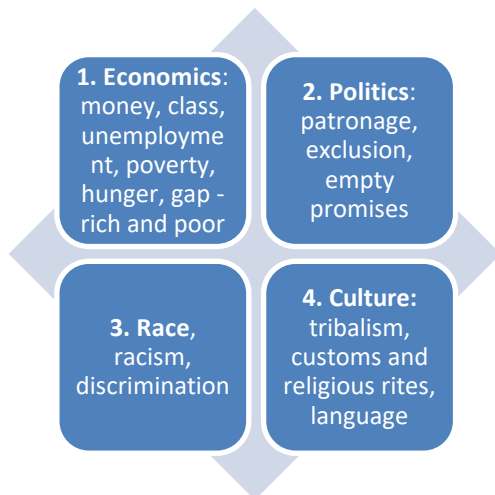 1. Economics:
money, class,
unemployme
nt, poverty,
hunger, gap -
rich and poor
2. Politics:
patronage,
exclusion,
empty
promises
3. Race,
racism,
discrimination
4. Culture:
tribalism,
customs and
religious rites,
language